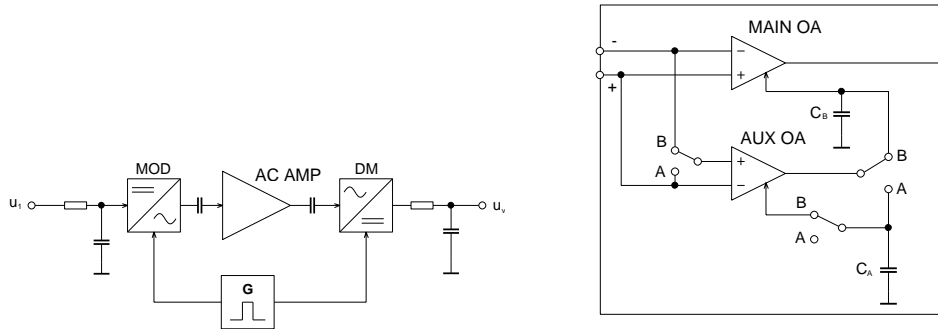 MOD
AC AMP
DM
u₁
uᵥ
G
MAIN OA
-
+
−
+
C_B
AUX OA
B
A
+
−
B
A
B
A
C_A